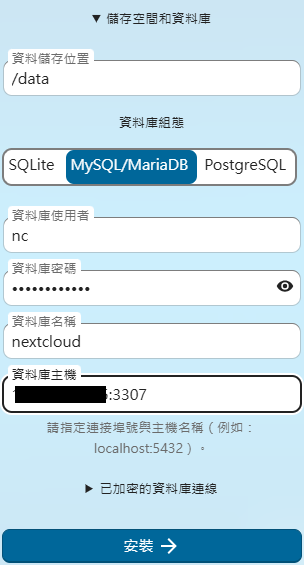 ▼ 儲存空間和資料庫
資料儲存位置
/data
資料庫組態
SQLite MySQL/MariaDB PostgreSQL
資料庫使用者
nc
資料庫密碼
••••••••••••
資料庫名稱
nextcloud
資料庫主機
:3307
請指定連接埠號與主機名稱（例如：
localhost:5432）。
▶ 已加密的資料庫連線
安裝 →